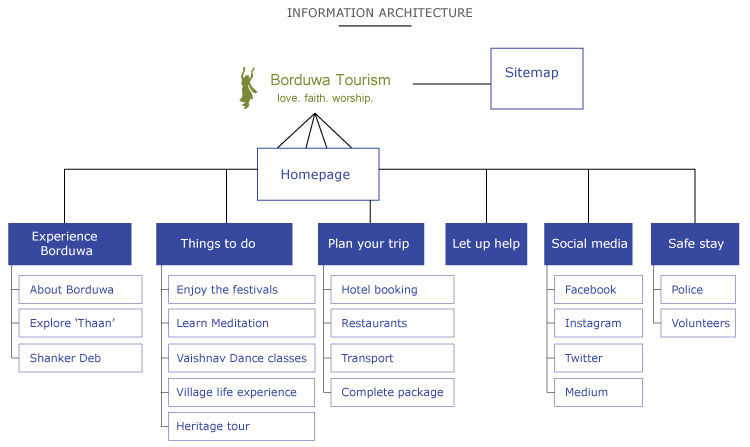 INFORMATION ARCHITECTURE
Borduwa Tourism
love. faith. worship.
Sitemap
Homepage
Experience
Borduwa
Things to do
Plan your trip
Let up help
Social media
Safe stay
About Borduwa
Explore ‘Thaan’
Shanker Deb
Enjoy the festivals
Learn Meditation
Vaishnav Dance classes
Village life experience
Heritage tour
Hotel booking
Restaurants
Transport
Complete package
Facebook
Instagram
Twitter
Medium
Police
Volunteers